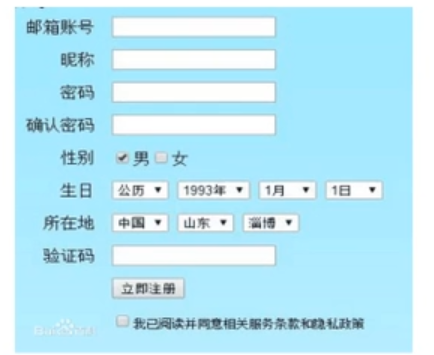 邮箱账号
昵称
密码
确认密码
性别 男 女
生日 公历 1993年 1月 1日
所在地 中国 山东 淄博
验证码
立即注册
我已阅读并同意相关服务条款和隐私政策